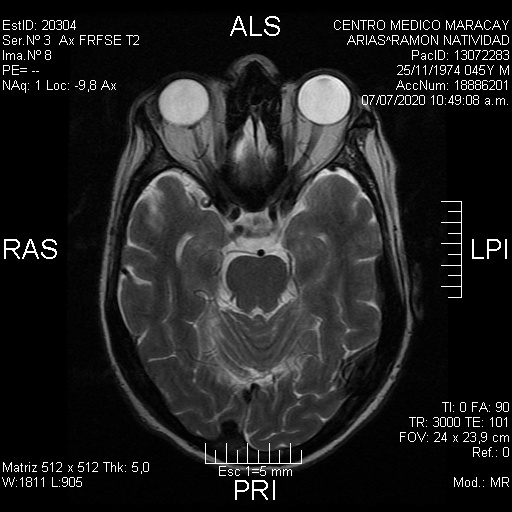 EstID: 20304
Ser.Nº 3 Ax FRFSE T2
Ima.Nº 8
PE= --
NAq: 1 Loc: -9,8 Ax
ALS
CENTRO MEDICO MARACAY
ARIAS^RAMON NATIVIDAD
PacID: 13072283
25/11/1974 045Y M
AccNum: 18886201
07/07/2020 10:49:08 a.m.
RAS
LPI
TI: 0 FA: 90
TR: 3000 TE: 101
FOV: 24 x 23,9 cm
Ref.: 0
Mod.: MR
Matriz 512 x 512 Thk: 5,0
W:1811 L:905
Esc 1=5 mm
PRI